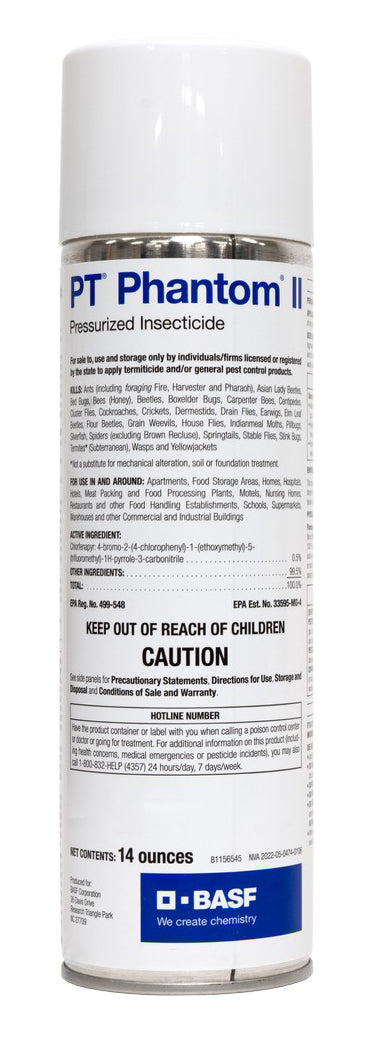 PT® Phantom® II
Pressurized Insecticide
For sale to, use and storage only by individuals/firms licensed or registered
by the state to apply termiticide and/or general pest control products.
KILLS: Ants (including foraging Fire, Harvester and Pharaoh), Asian Lady Beetles,
Bed Bugs, Bees (Honey), Beetles, Boxelder Bugs, Carpenter Bees, Centipedes,
Cluster Flies, Cockroaches, Crickets, Dermestids, Drain Flies, Earwigs, Elm Leaf
Beetles, Flour Beetles, Grain Weevils, House Flies, Indianmeal Moths, Pillbugs,
Silverfish, Spiders (excluding Brown Recluse), Springtails, Stable Flies, Stink Bugs,
Termites* (Subterranean), Wasps and Yellowjackets
*Not a substitute for mechanical alteration, soil or foundation treatment.
FOR USE IN AND AROUND: Apartments, Food Storage Areas, Homes, Hospitals,
Hotels, Meat Packing and Food Processing Plants, Motels, Nursing Homes,
Restaurants and other Food Handling Establishments, Schools, Supermarkets,
Warehouses and other Commercial and Industrial Buildings
ACTIVE INGREDIENT:
Chlorfenapyr: 4-bromo-2-(4-chlorophenyl)-1-(ethoxymethyl)-5-
(trifluoromethyl)-1H-pyrrole-3-carbonitrile . . . . . . . . . . . . . . . . . . . . . . 0.5%
OTHER INGREDIENTS: . . . . . . . . . . . . . . . . . . . . . . . . . . . . . . . . 99.5%
TOTAL: . . . . . . . . . . . . . . . . . . . . . . . . . . . . . . . . . . . . . . . . . . 100.0%
EPA Reg. No. 499-548 EPA Est. No. 33595-MO-4
KEEP OUT OF REACH OF CHILDREN
CAUTION
See side panels for Precautionary Statements, Directions for Use, Storage and
Disposal and Conditions of Sale and Warranty.
HOTLINE NUMBER
Have the product container or label with you when calling a poison control center
or doctor or going for treatment. For additional information on this product (includ-
ing health concerns, medical emergencies or pesticide incidents), you may also
call 1-800-832-HELP (4357) 24 hours/day, 7 days/week.
NET CONTENTS: 14 ounces 81156545 NVA 2022-05-0474-0106
Produced for:
BASF Corporation
26 Davis Drive
Research Triangle Park
NC 27709
BASF
We create chemistry